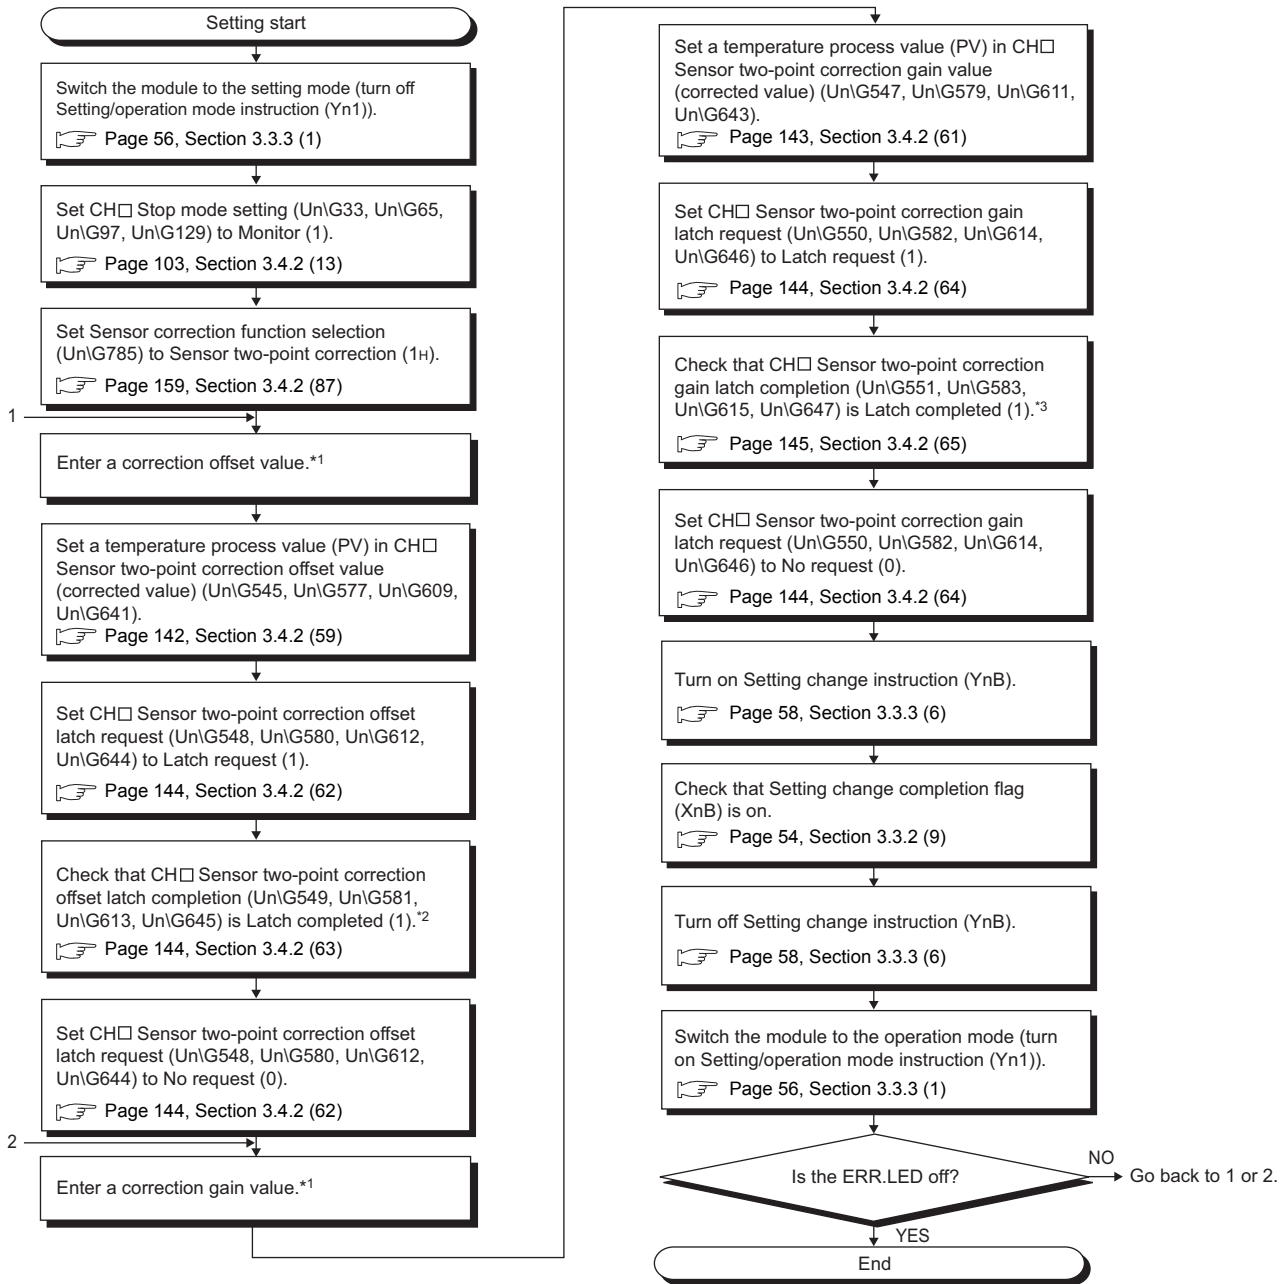 Setting start
Switch the module to the setting mode (turn off
Setting/operation mode instruction (Yn1)).
Page 56, Section 3.3.3 (1)
Set CH□ Stop mode setting (Un\G33, Un\G65,
Un\G97, Un\G129) to Monitor (1).
Page 103, Section 3.4.2 (13)
Set Sensor correction function selection
(Un\G785) to Sensor two-point correction (1H).
Page 159, Section 3.4.2 (87)
1
Enter a correction offset value.*1
Set a temperature process value (PV) in CH□
Sensor two-point correction offset value
(corrected value) (Un\G545, Un\G577, Un\G609,
Un\G641).
Page 142, Section 3.4.2 (59)
Set CH□ Sensor two-point correction offset
latch request (Un\G548, Un\G580, Un\G612,
Un\G644) to Latch request (1).
Page 144, Section 3.4.2 (62)
Check that CH□ Sensor two-point correction
offset latch completion (Un\G549, Un\G581,
Un\G613, Un\G645) is Latch completed (1).*2
Page 144, Section 3.4.2 (63)
Set CH□ Sensor two-point correction offset
latch request (Un\G548, Un\G580, Un\G612,
Un\G644) to No request (0).
Page 144, Section 3.4.2 (62)
2
Enter a correction gain value.*1
Set a temperature process value (PV) in CH□
Sensor two-point correction gain value
(corrected value) (Un\G547, Un\G579, Un\G611,
Un\G643).
Page 143, Section 3.4.2 (61)
Set CH□ Sensor two-point correction gain
latch request (Un\G550, Un\G582, Un\G614,
Un\G646) to Latch request (1).
Page 144, Section 3.4.2 (64)
Check that CH□ Sensor two-point correction
gain latch completion (Un\G551, Un\G583,
Un\G615, Un\G647) is Latch completed (1).*3
Page 145, Section 3.4.2 (65)
Set CH□ Sensor two-point correction gain
latch request (Un\G550, Un\G582, Un\G614,
Un\G646) to No request (0).
Page 144, Section 3.4.2 (64)
Turn on Setting change instruction (YnB).
Page 58, Section 3.3.3 (6)
Check that Setting change completion flag
(XnB) is on.
Page 54, Section 3.3.2 (9)
Turn off Setting change instruction (YnB).
Page 58, Section 3.3.3 (6)
Switch the module to the operation mode (turn
on Setting/operation mode instruction (Yn1)).
Page 56, Section 3.3.3 (1)
Is the ERR.LED off?
NO
Go back to 1 or 2.
YES
End